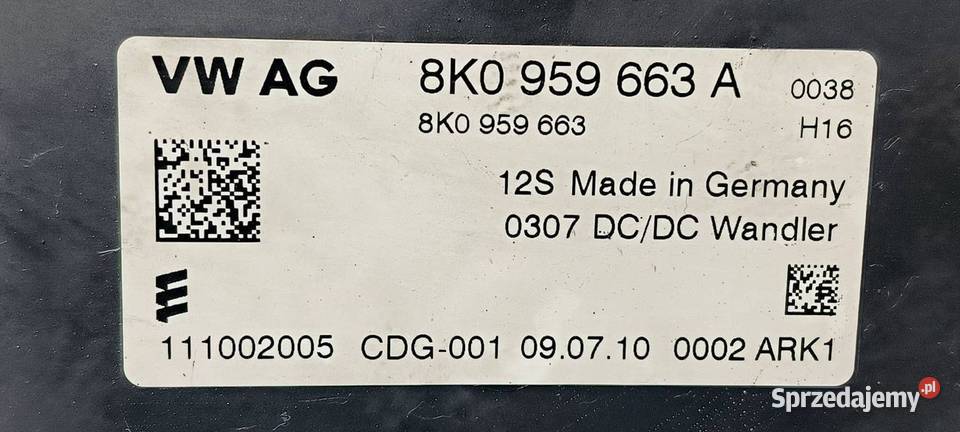 VW AG 8K0 959 663 A 0038
8K0 959 663 H16
12S Made in Germany
0307 DC/DC Wandler
111002005 CDG-001 09.07.10 0002 ARK1
Sprzedajemy.pl